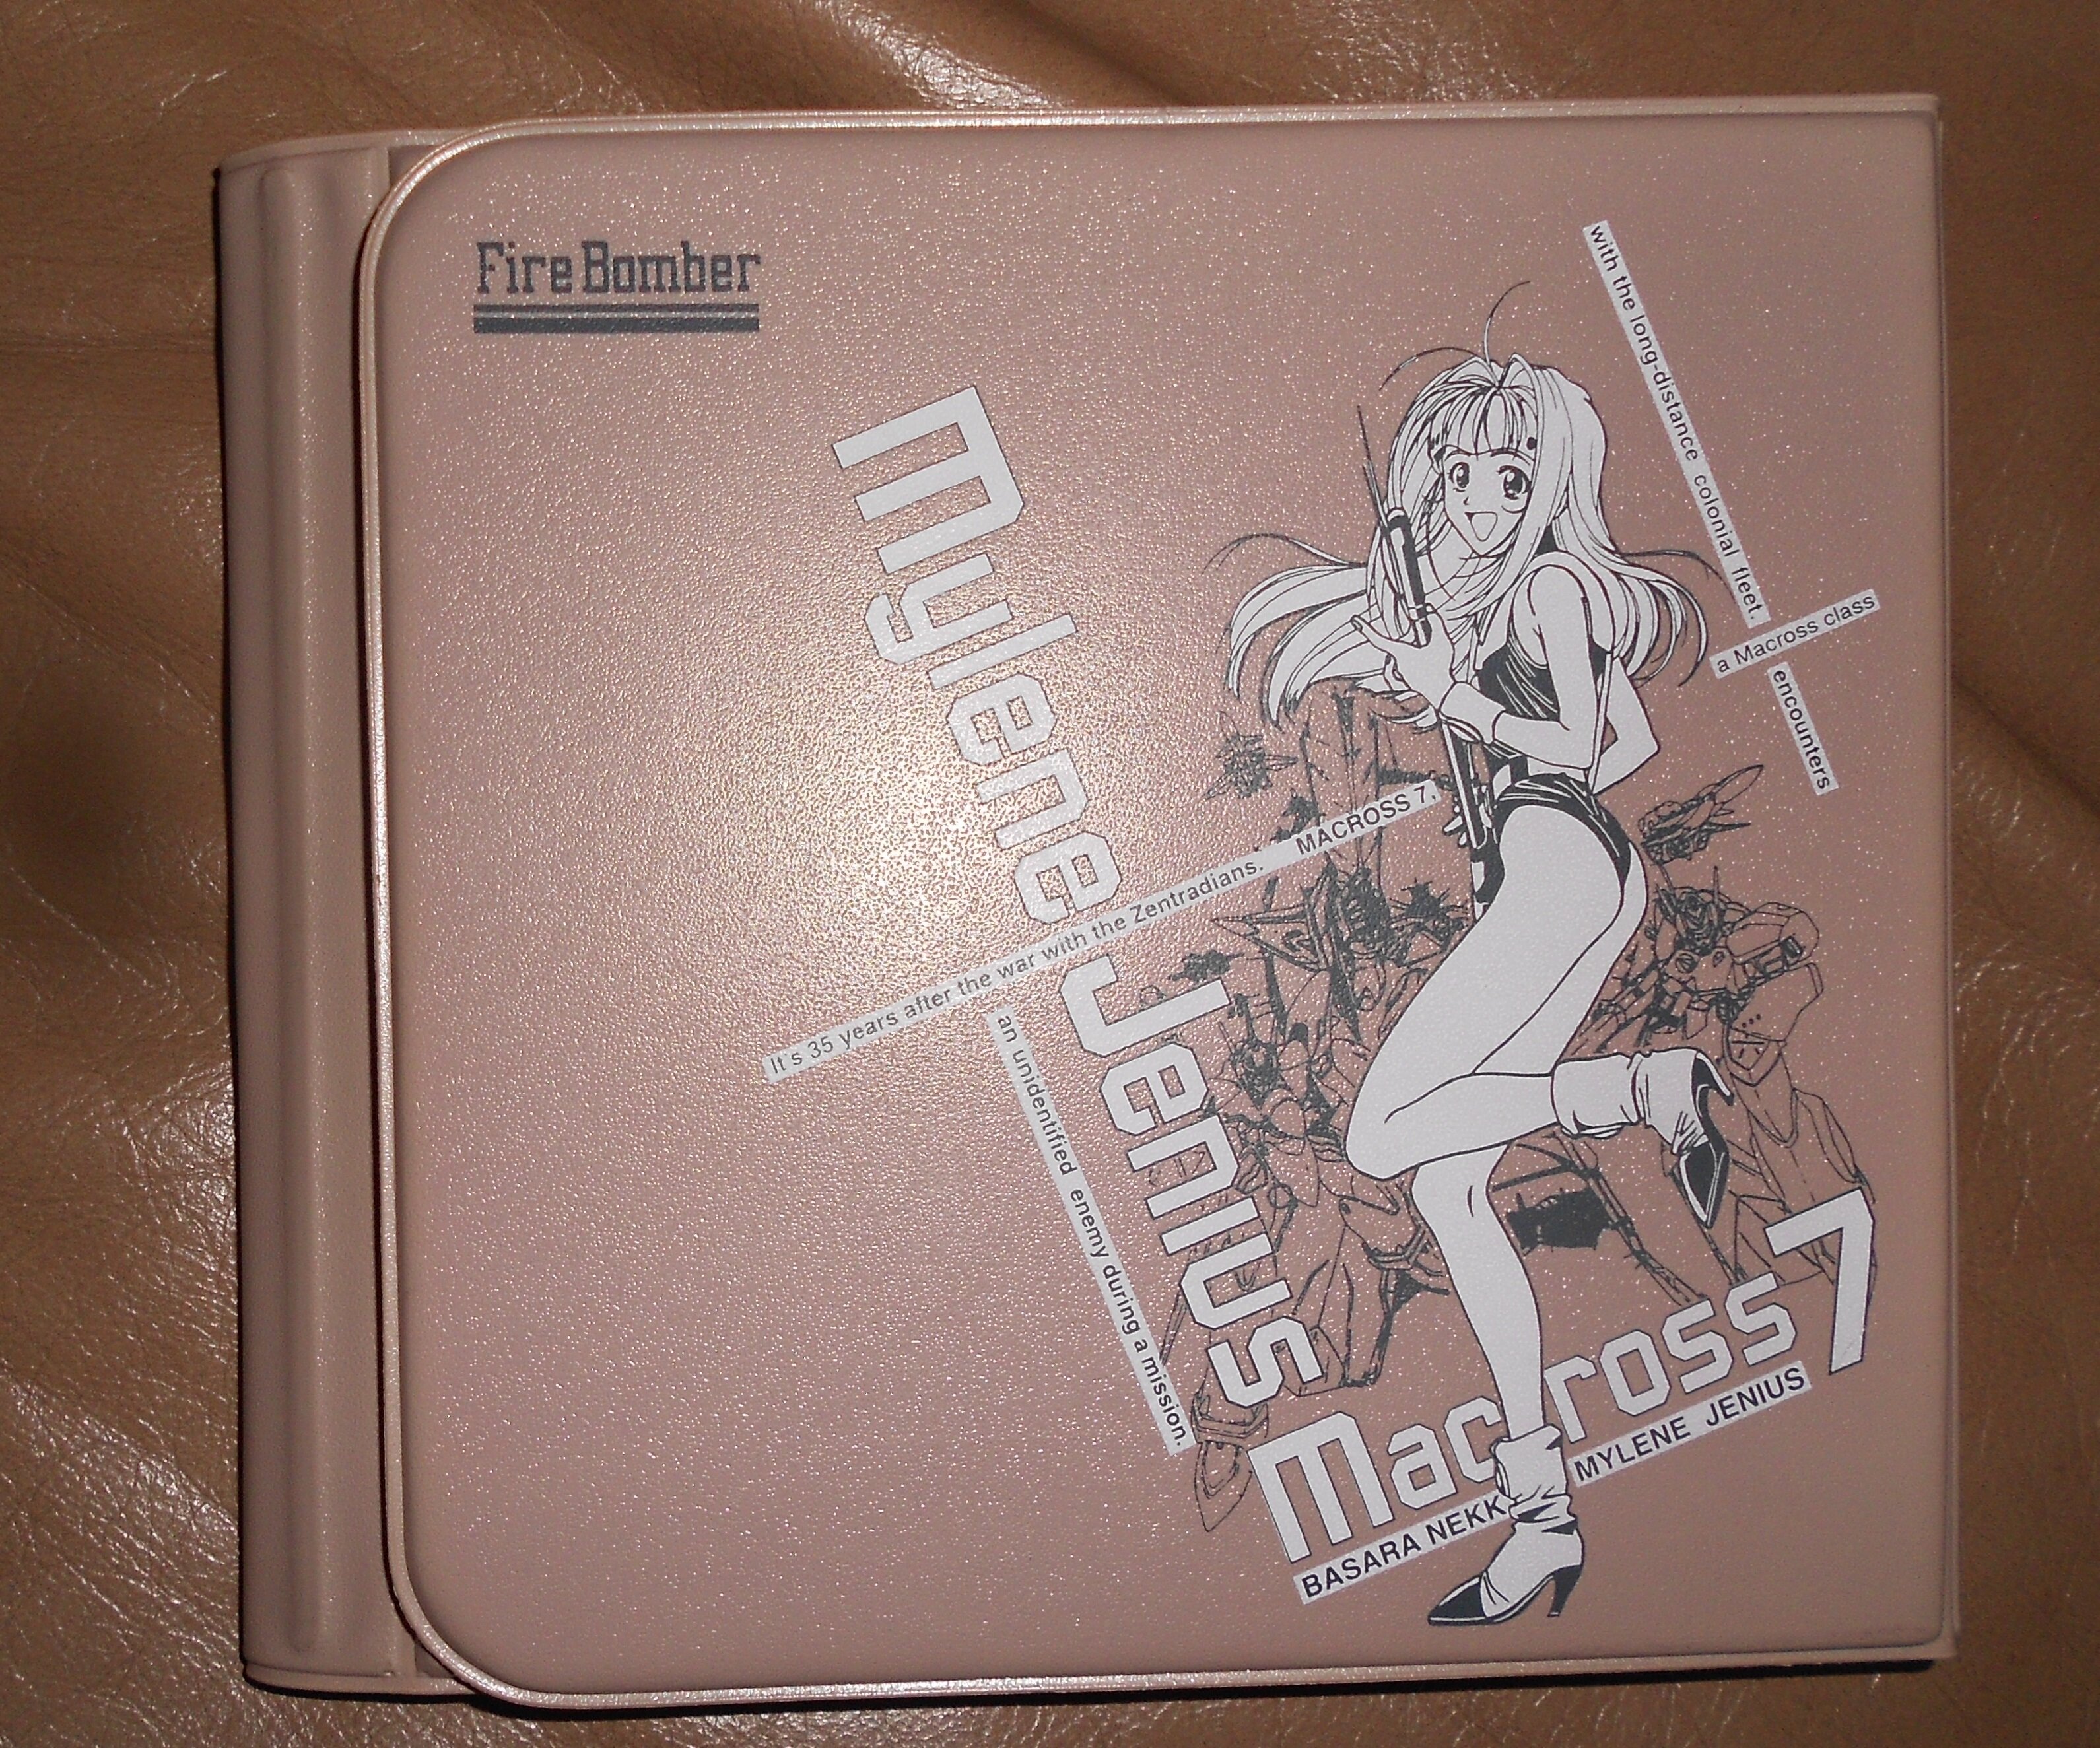 Fire Bomber
Mylene Jenius
with the long-distance colonial fleet.
a Macross class
encounters
It's 35 years after the war with the Zentradians. MACROSS 7,
an unidentified enemy during a mission.
Macross 7
BASARA NEKK MYLENE JENIUS